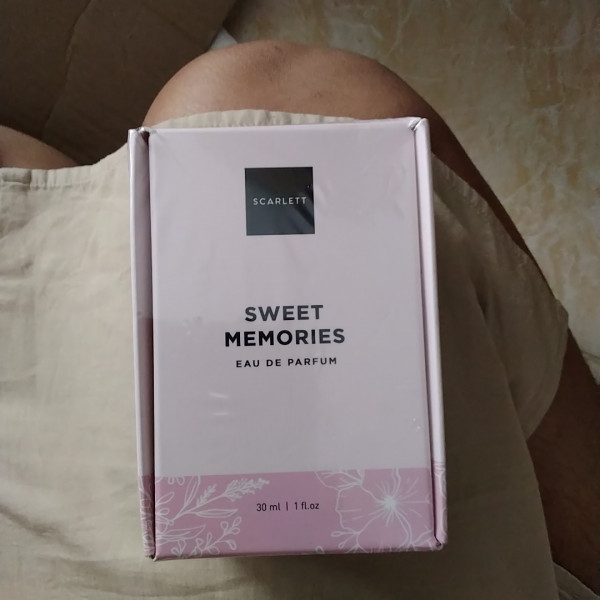 SCARLETT
SWEET
MEMORIES
EAU DE PARFUM
30 ml | 1 fl.oz